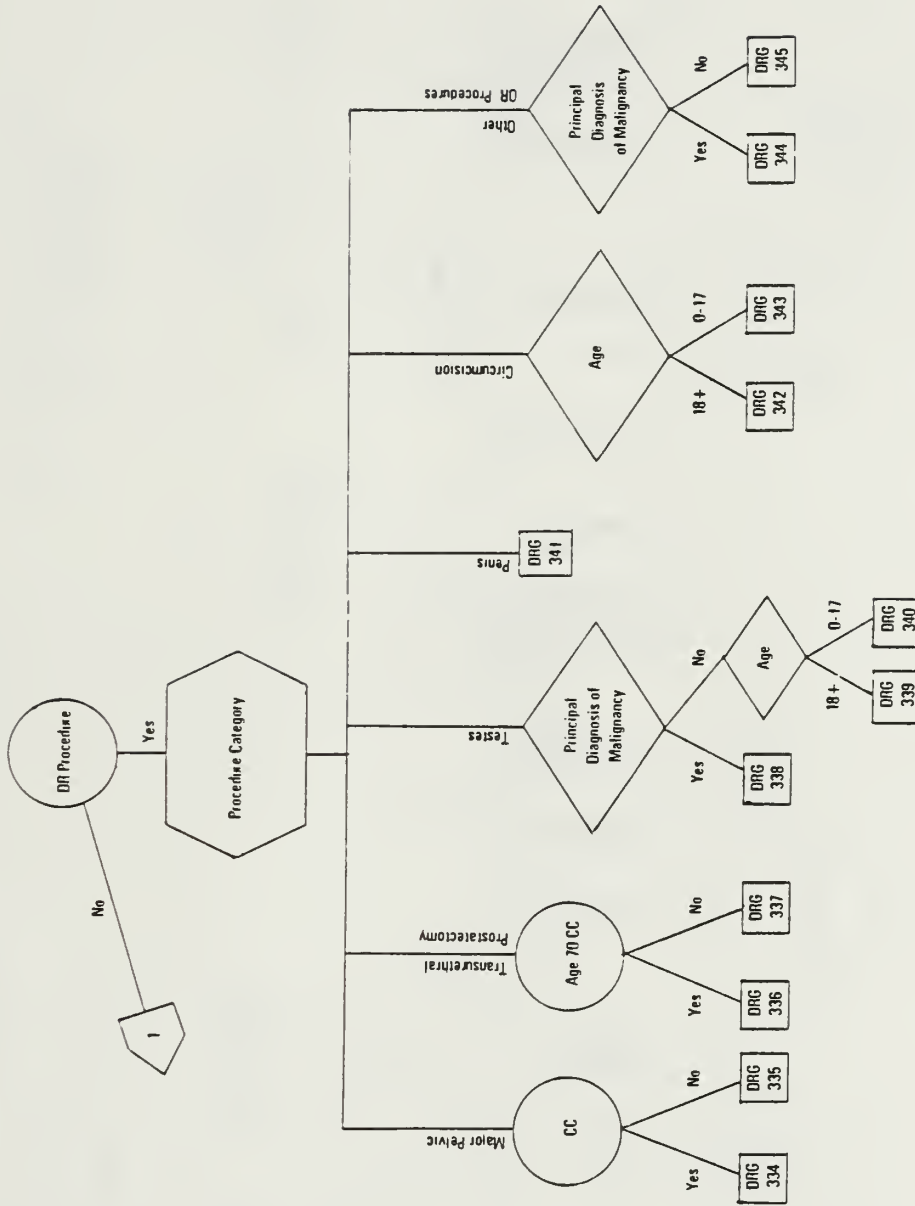 OR Procedure
No
Yes
1
Procedure Category
Major Pelvic
Transurethral
Prostatectomy
Testes
Penis
Circumcision
Other
OR Procedures
CC
Age 70 CC
Principal
Diagnosis of
Malignancy
Age
Principal
Diagnosis
of Malignancy
Yes
No
Yes
No
Yes
No
18+
0-17
Yes
No
DRG
334
DRG
335
DRG
336
DRG
337
DRG
338
Age
DRG
341
DRG
342
DRG
343
DRG
344
DRG
345
18+
0-17
DRG
339
DRG
340